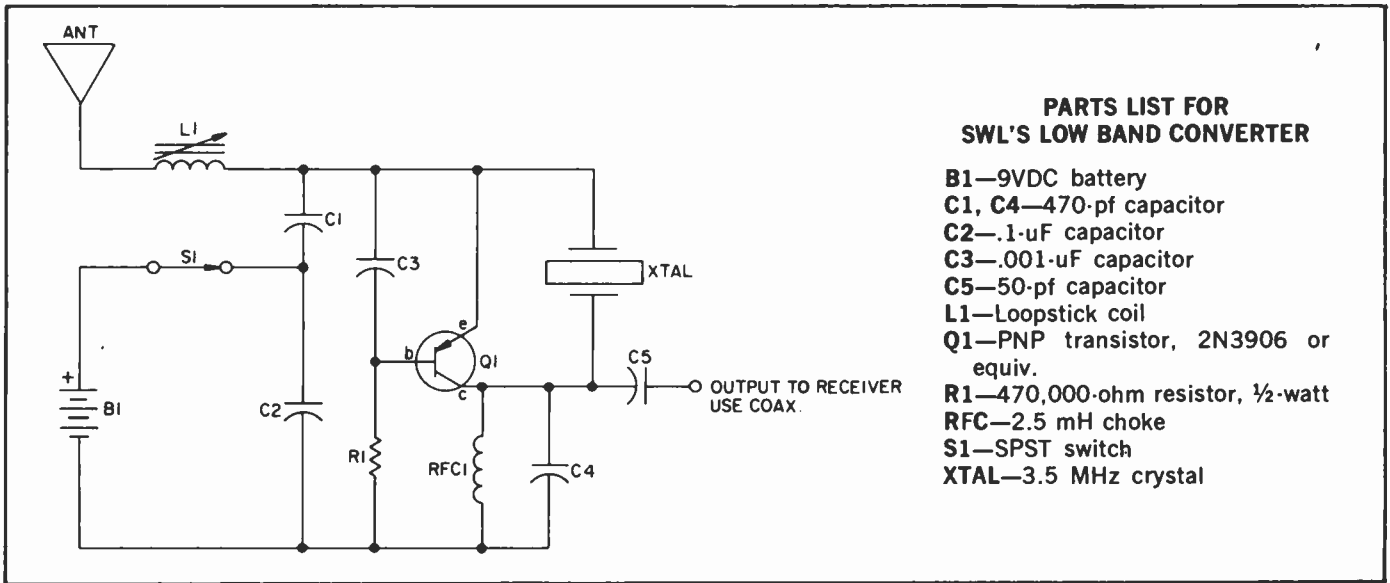 ANT
L1
C1
S1
C3
XTAL
e
b
Q1
c
C5
OUTPUT TO RECEIVER
USE COAX.
+
B1
C2
R1
RFC1
C4
PARTS LIST FOR
SWL'S LOW BAND CONVERTER
B1—9VDC battery
C1, C4—470-pf capacitor
C2—.1-uF capacitor
C3—.001-uF capacitor
C5—50-pf capacitor
L1—Loopstick coil
Q1—PNP transistor, 2N3906 or
equiv.
R1—470,000-ohm resistor, ½-watt
RFC—2.5 mH choke
S1—SPST switch
XTAL—3.5 MHz crystal